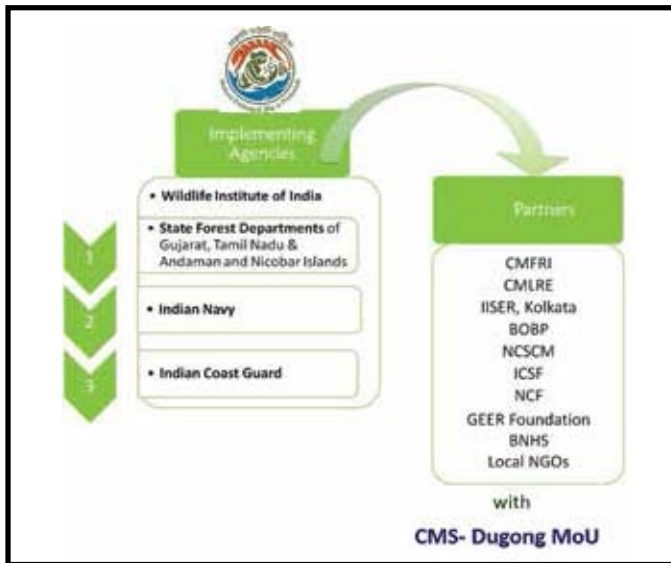 Implementing
Agencies
• Wildlife Institute of India
• State Forest Departments of
Gujarat, Tamil Nadu &
Andaman and Nicobar Islands
• Indian Navy
• Indian Coast Guard
1
2
3
Partners
CMFRI
CMLRE
IISER, Kolkata
BOBP
NCSCM
ICSF
NCF
GEER Foundation
BNHS
Local NGOs
with
CMS- Dugong MoU